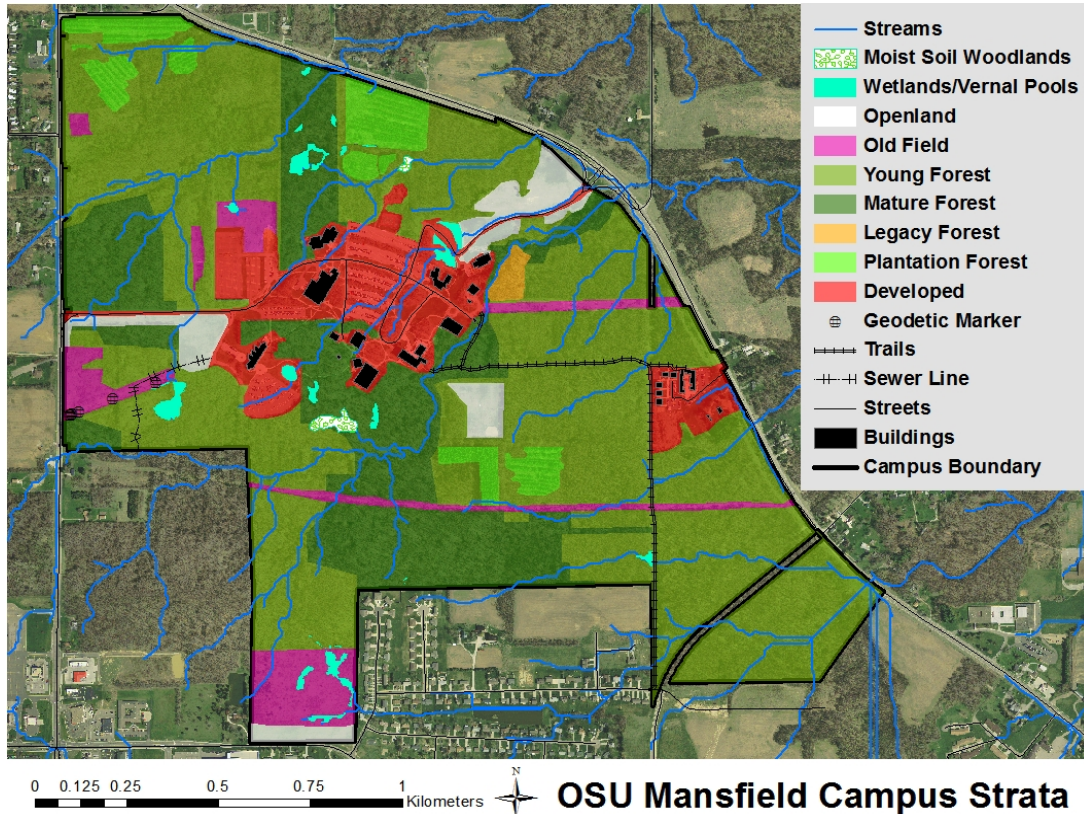 Streams
Moist Soil Woodlands
Wetlands/Vernal Pools
Openland
Old Field
Young Forest
Mature Forest
Legacy Forest
Plantation Forest
Developed
Geodetic Marker
Trails
Sewer Line
Streets
Buildings
Campus Boundary
0 0.125 0.25 0.5 0.75 1
Kilometers
N
OSU Mansfield Campus Strata